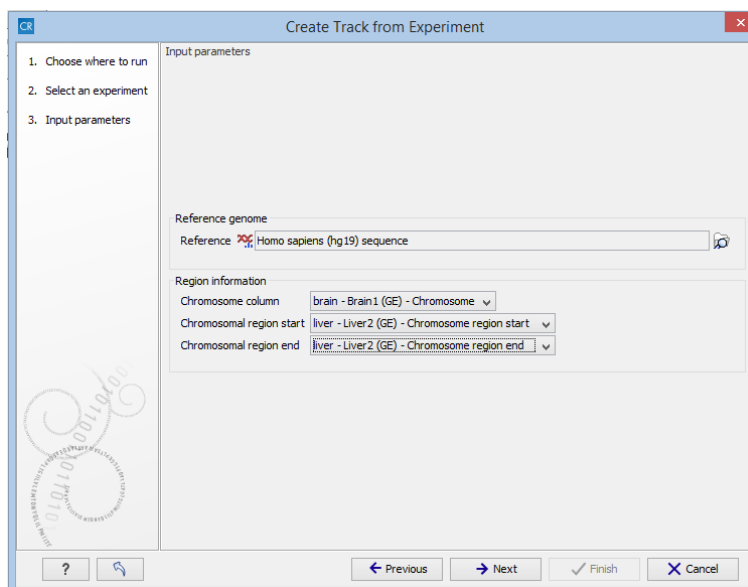 CR Create Track from Experiment
1. Choose where to run
2. Select an experiment
3. Input parameters
Input parameters
Reference genome
Reference Homo sapiens (hg19) sequence
Region information
Chromosome column brain - Brain1 (GE) - Chromosome
Chromosomal region start liver - Liver2 (GE) - Chromosome region start
Chromosomal region end liver - Liver2 (GE) - Chromosome region end
? Previous Next Finish Cancel